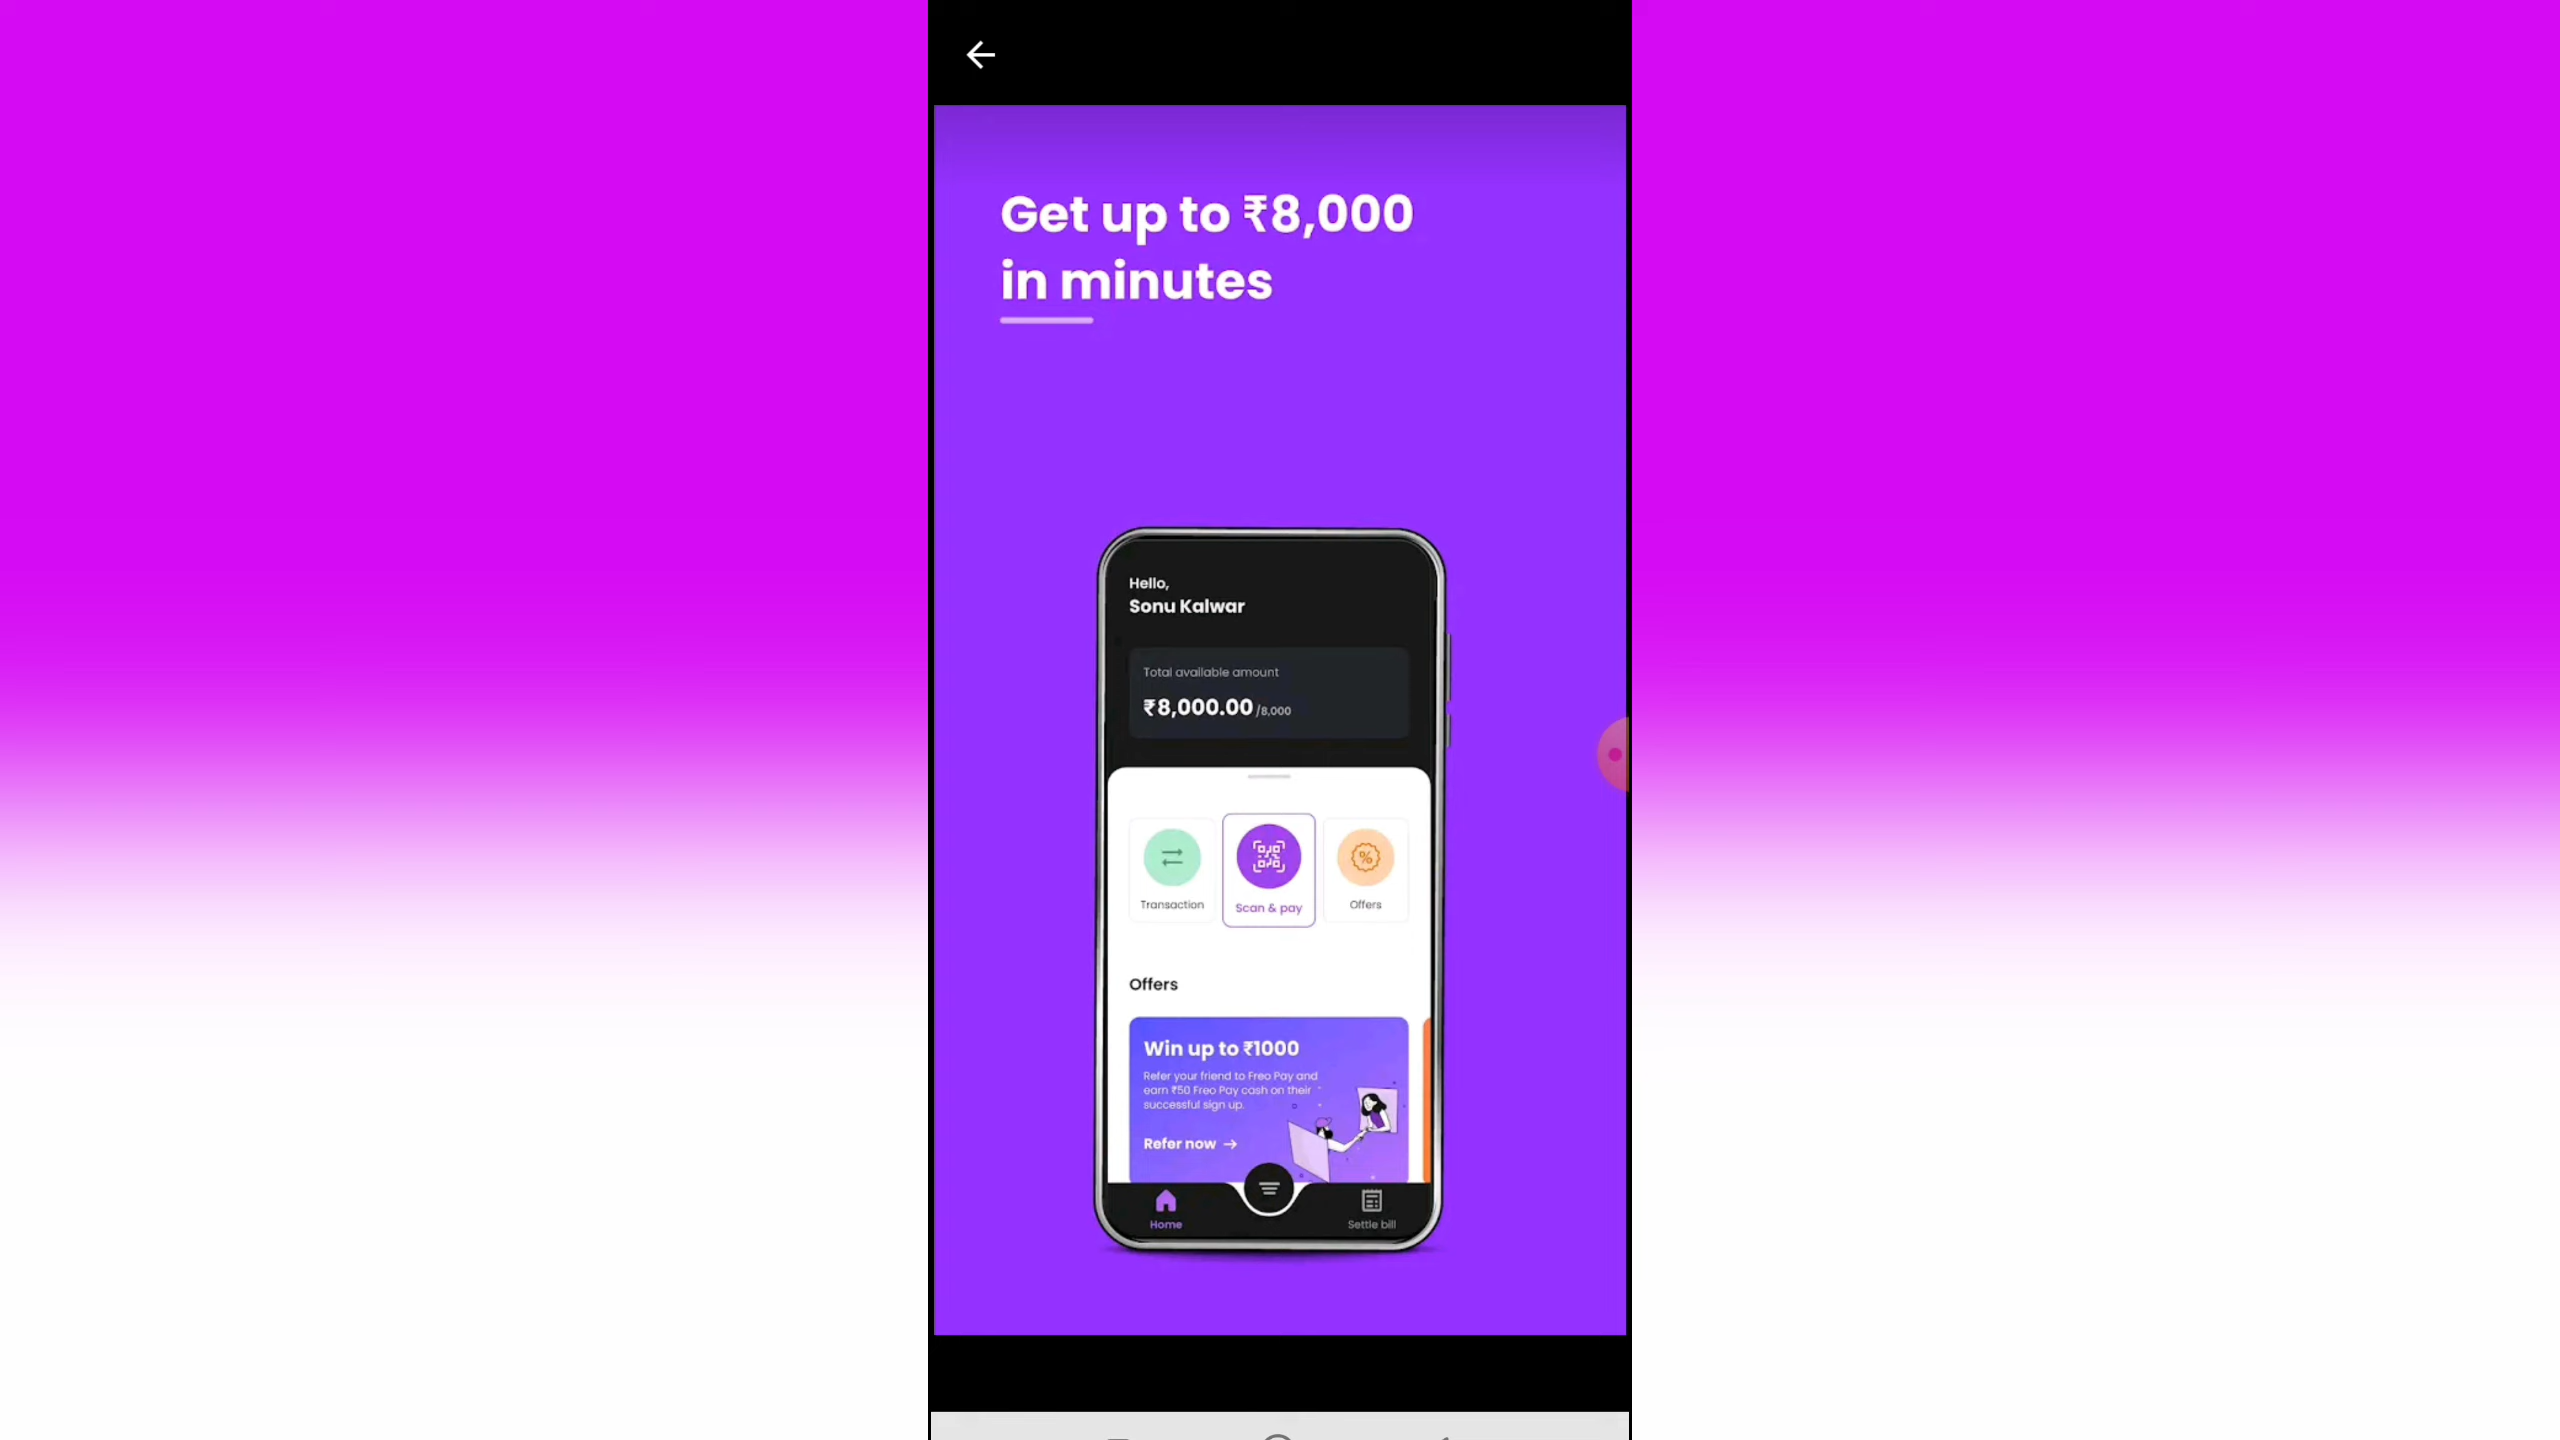 Get up to ₹8,000
in minutes
Hello,
Sonu Kalwar
Total available amount
₹8,000.00 /8,000
Transaction
Scan & pay
Offers
Offers
Win up to ₹1000
Refer your friend to Freo Pay and
earn ₹50 Freo Pay cash on their
successful sign up.
Refer now →
Home
Settle bill